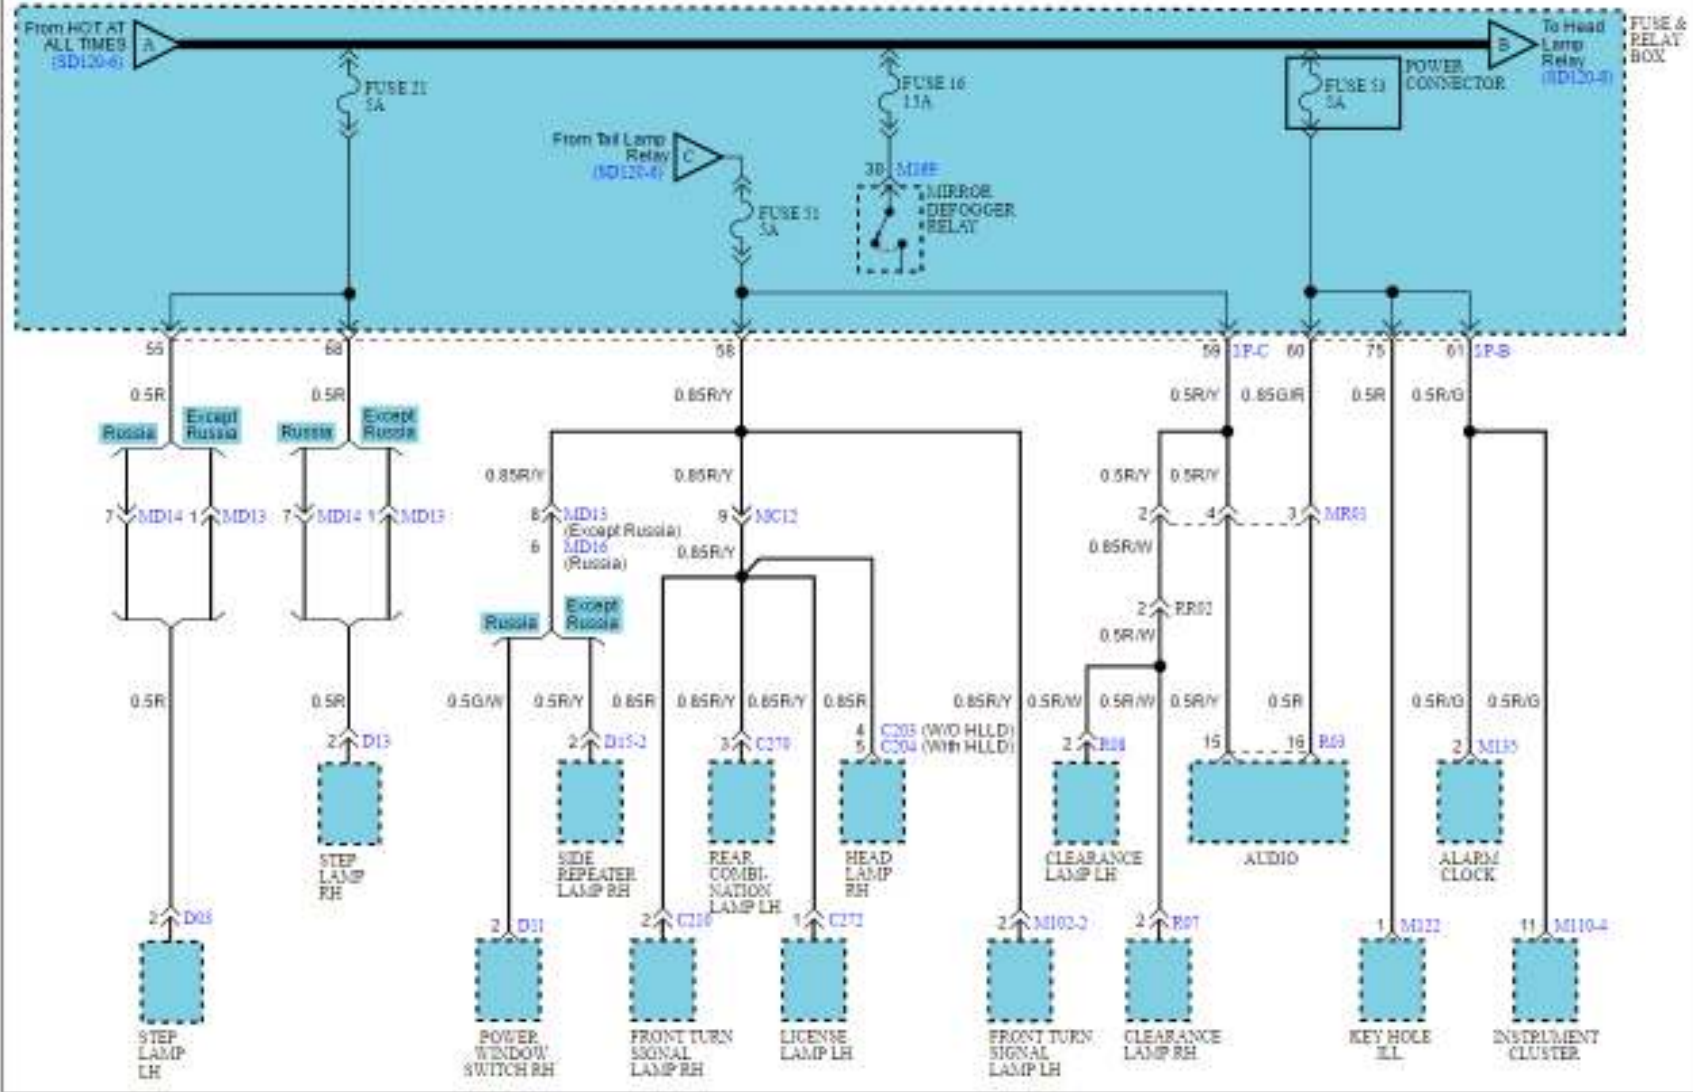 From HOT AT
ALL TIMES
(SD120-6)
A
B
To Head
Lamp
Relay
(SD120-8)
FUSE &
RELAY
BOX
FUSE 21
5A
From Tail Lamp
Relay
(SD120-8)
C
FUSE 31
5A
FUSE 16
15A
30 M169
MIRROR
DEFOGGER
RELAY
FUSE 53
5A
POWER
CONNECTOR
55 68 58 59 I/P-C 60 75 61 I/P-B
0.5R 0.5R 0.85R/Y 0.5R/Y 0.85G/R 0.5R 0.5R/G
Russia
Except
Russia
Russia
Except
Russia
0.85R/Y 0.85R/Y 0.5R/Y 0.5R/Y
7 MD14 1 MD13 7 MD14 1 MD13
8 MD13
(Except Russia)
6 MD16
(Russia)
9 MC12
2 4 3 MR01
0.85R/Y 0.85R/W
2 RR02
0.5R/W
Russia
Except
Russia
0.5R 0.5R 0.5G/W 0.5R/Y 0.85R 0.85R/Y 0.85R/Y 0.85R 0.85R/Y 0.5R/W 0.5R/W 0.5R/Y 0.5R 0.5R/G 0.5R/G
2 D13
2 D15-2
3 C270
4 C203 (W/O HLLD)
5 C204 (With HLLD)
2 R08
15 16 R03
2 M135
STEP
LAMP
RH
SIDE
REPEATER
LAMP RH
REAR
COMBI-
NATION
LAMP LH
HEAD
LAMP
RH
CLEARANCE
LAMP LH
AUDIO
ALARM
CLOCK
2 D05
2 D11
2 C210
1 C272
2 M102-2
2 R07
1 M122
11 M110-4
STEP
LAMP
LH
POWER
WINDOW
SWITCH RH
FRONT TURN
SIGNAL
LAMP RH
LICENSE
LAMP LH
FRONT TURN
SIGNAL
LAMP LH
CLEARANCE
LAMP RH
KEY HOLE
ILL
INSTRUMENT
CLUSTER